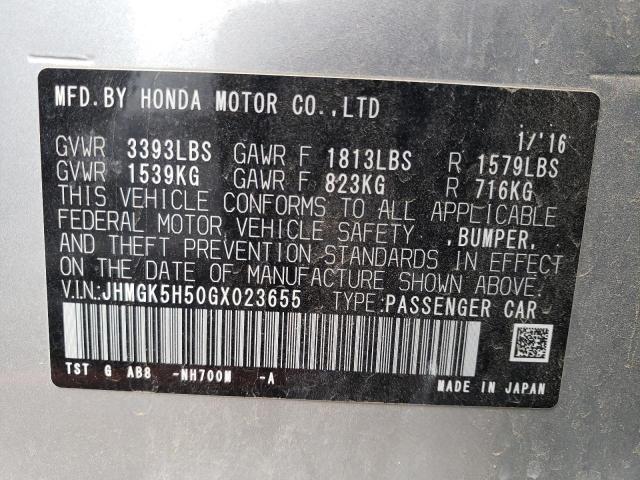 MFD.BY HONDA MOTOR CO.,LTD
1/'16
GVWR 3393LBS GAWR F 1813LBS R 1579LBS
GVWR 1539KG GAWR F 823KG R 716KG
THIS VEHICLE CONFORMS TO ALL APPLICABLE
FEDERAL MOTOR VEHICLE SAFETY ,BUMPER,
AND THEFT PREVENTION STANDARDS IN EFFECT
ON THE DATE OF MANUFACTURE SHOWN ABOVE.
V.I.N:JHMGK5H50GX023655 TYPE:PASSENGER CAR
TST G AB8 -NH700M -A
MADE IN JAPAN